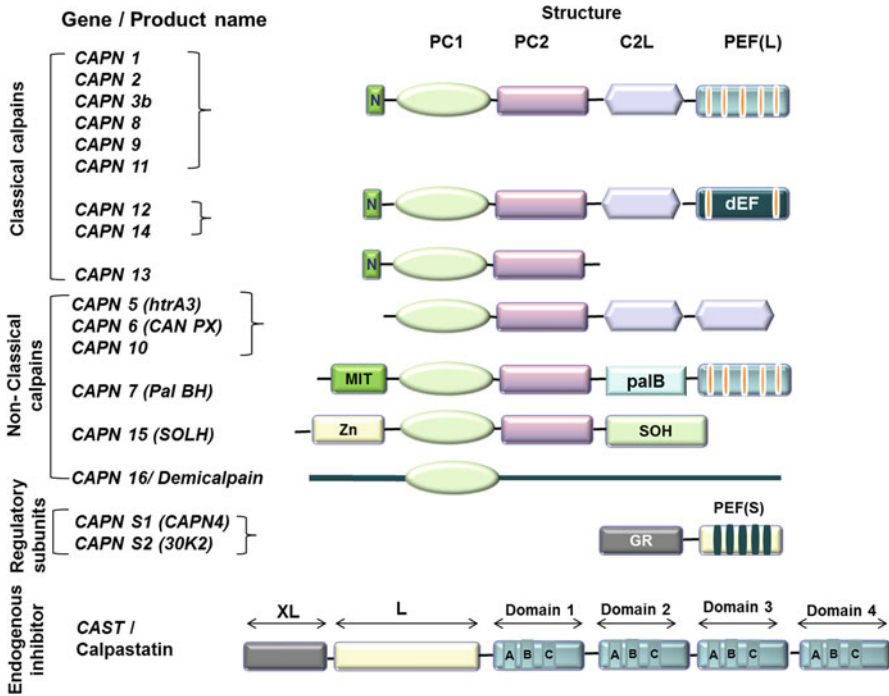 Gene / Product name
Structure
PC1 PC2 C2L PEF(L)
Classical calpains
CAPN 1
CAPN 2
CAPN 3b
CAPN 8
CAPN 9
CAPN 11
N
CAPN 12
CAPN 14
N dEF
CAPN 13
N
Non- Classical
calpains
CAPN 5 (htrA3)
CAPN 6 (CAN PX)
CAPN 10
CAPN 7 (Pal BH)
MIT palB
CAPN 15 (SOLH)
Zn SOH
CAPN 16/ Demicalpain
Regulatory
subunits
CAPN S1 (CAPN4)
CAPN S2 (30K2)
PEF(S)
GR
Endogenous
inhibitor
CAST /
Calpastatin
XL L Domain 1 Domain 2 Domain 3 Domain 4
A B C A B C A B C A B C